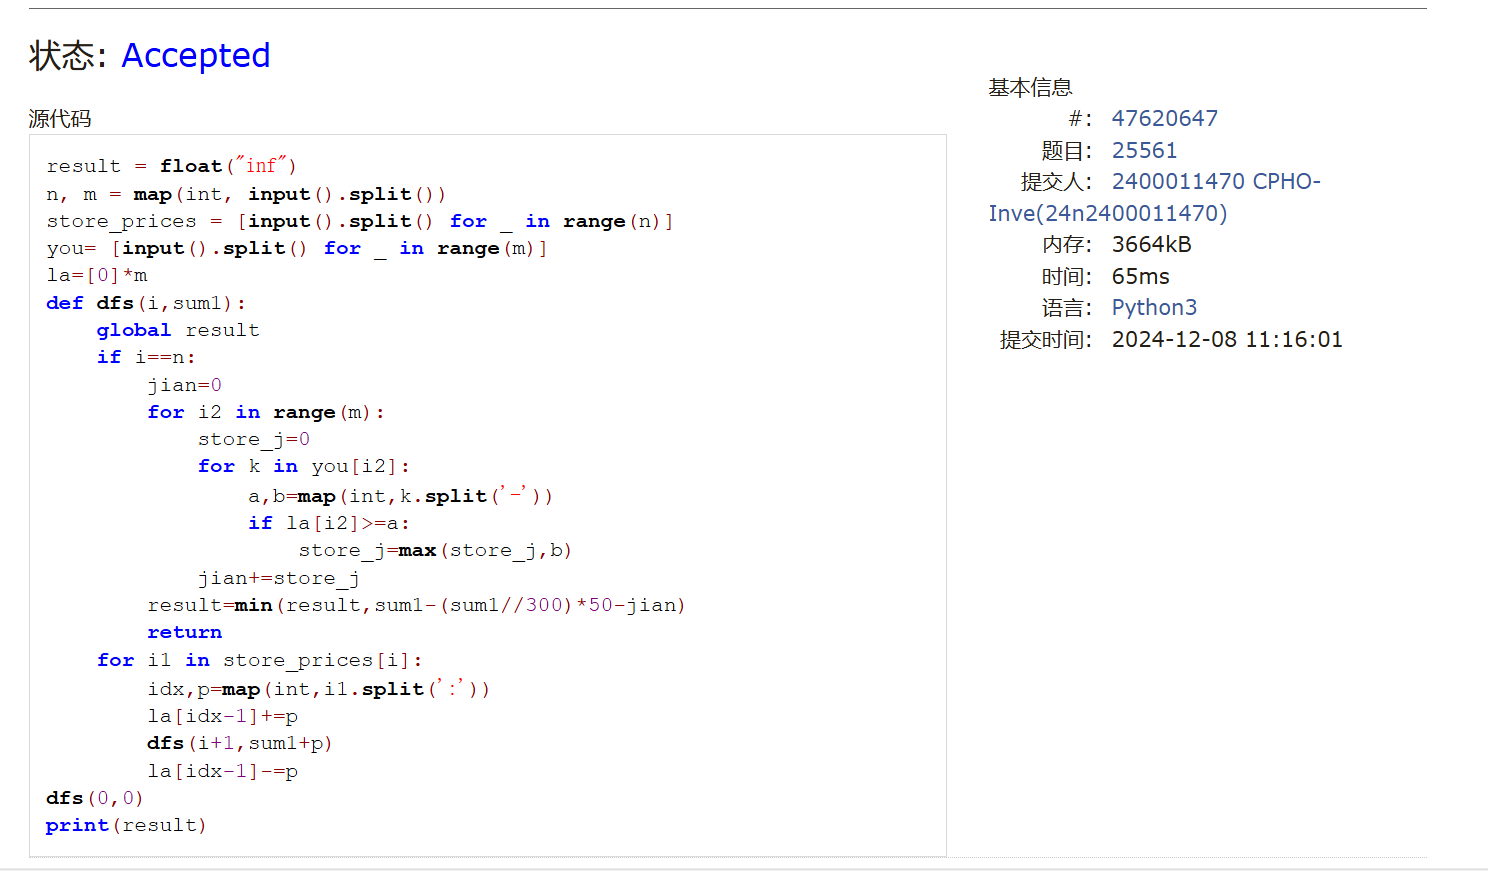 状态: Accepted
源代码
result = float("inf")
n, m = map(int, input().split())
store_prices = [input().split() for _ in range(n)]
you= [input().split() for _ in range(m)]
la=[0]*m
def dfs(i,sum1):
    global result
    if i==n:
        jian=0
        for i2 in range(m):
            store_j=0
            for k in you[i2]:
                a,b=map(int,k.split('-'))
                if la[i2]>=a:
                    store_j=max(store_j,b)
            jian+=store_j
        result=min(result,sum1-(sum1//300)*50-jian)
        return
    for i1 in store_prices[i]:
        idx,p=map(int,i1.split(':'))
        la[idx-1]+=p
        dfs(i+1,sum1+p)
        la[idx-1]-=p
dfs(0,0)
print(result)
基本信息
#: 47620647
题目: 25561
提交人: 2400011470 CPHO-
Inve(24n2400011470)
内存: 3664kB
时间: 65ms
语言: Python3
提交时间: 2024-12-08 11:16:01